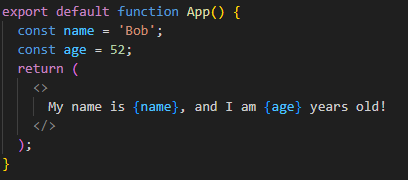 export default function App() {
  const name = 'Bob';
  const age = 52;
  return (
    <>
      My name is {name}, and I am {age} years old!
    </>
  );
}